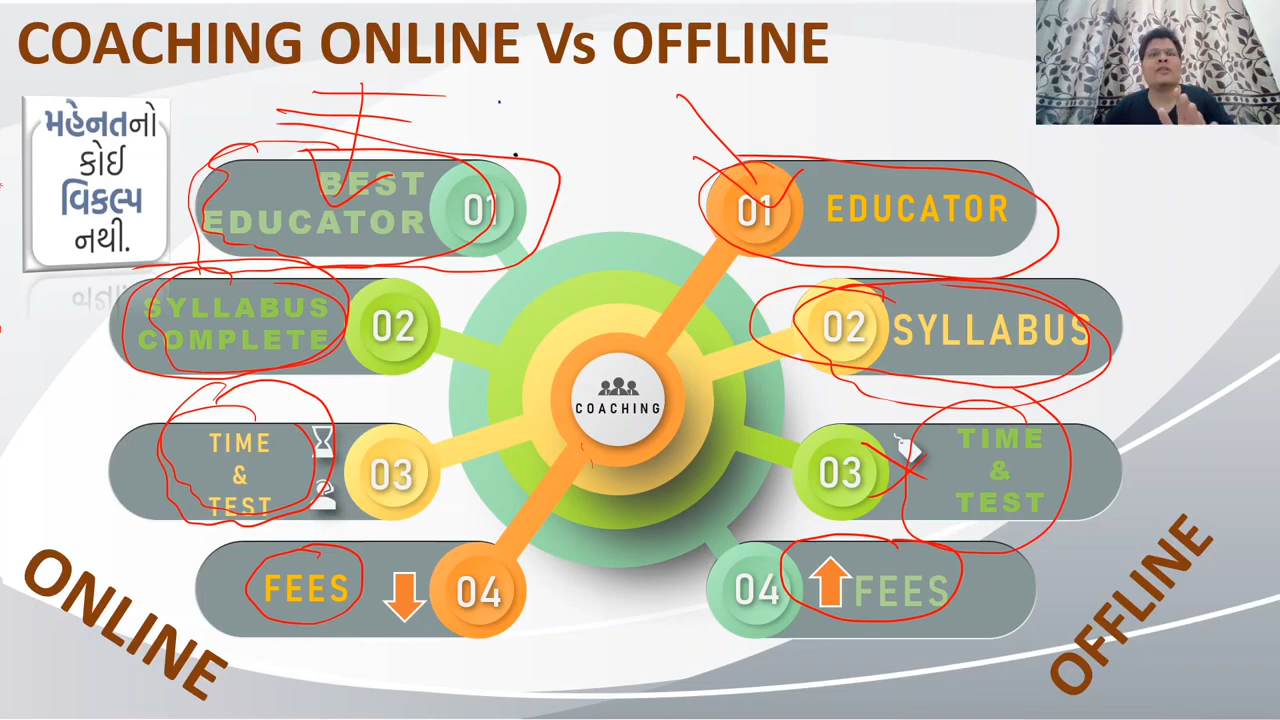 COACHING ONLINE Vs OFFLINE
મહેનતનો
કોઈ
વિકલ્પ
નથી.
BEST
EDUCATOR
01
SYLLABUS
COMPLETE
02
TIME
&
TEST
03
FEES
04
COACHING
01
EDUCATOR
02
SYLLABUS
03
TIME
&
TEST
04
FEES
ONLINE
OFFLINE